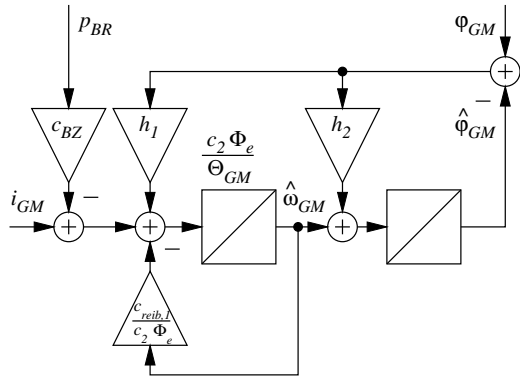 p_BR
φ_GM
c_BZ
h_1
h_2
−
φ̂_GM
c_2 Φ_e
Θ_GM
i_GM
−
ω̂_GM
−
c_reib,1
c_2 Φ_e